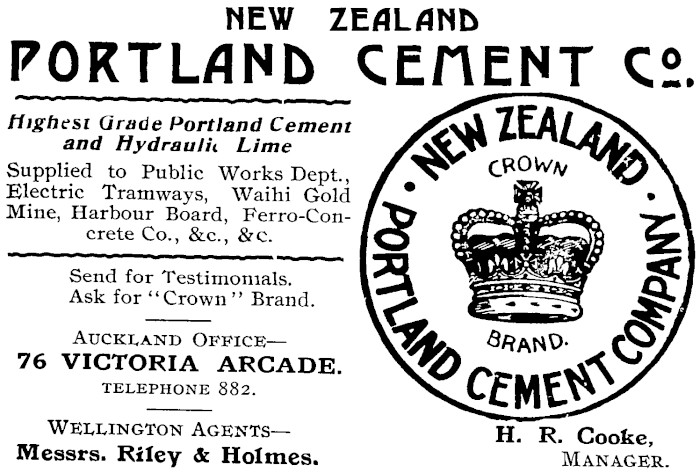 NEW ZEALAND
PORTLAND CEMENT Co.
Highest Grade Portland Cement
and Hydraulic Lime
Supplied to Public Works Dept.,
Electric Tramways, Waihi Gold
Mine, Harbour Board, Ferro-Con-
crete Co., &c., &c.
Send for Testimonials.
Ask for "Crown" Brand.
AUCKLAND OFFICE—
76 VICTORIA ARCADE.
TELEPHONE 882.
WELLINGTON AGENTS—
Messrs. Riley & Holmes.
· NEW ZEALAND ·
PORTLAND CEMENT COMPANY
CROWN
BRAND.
H. R. Cooke,
MANAGER.